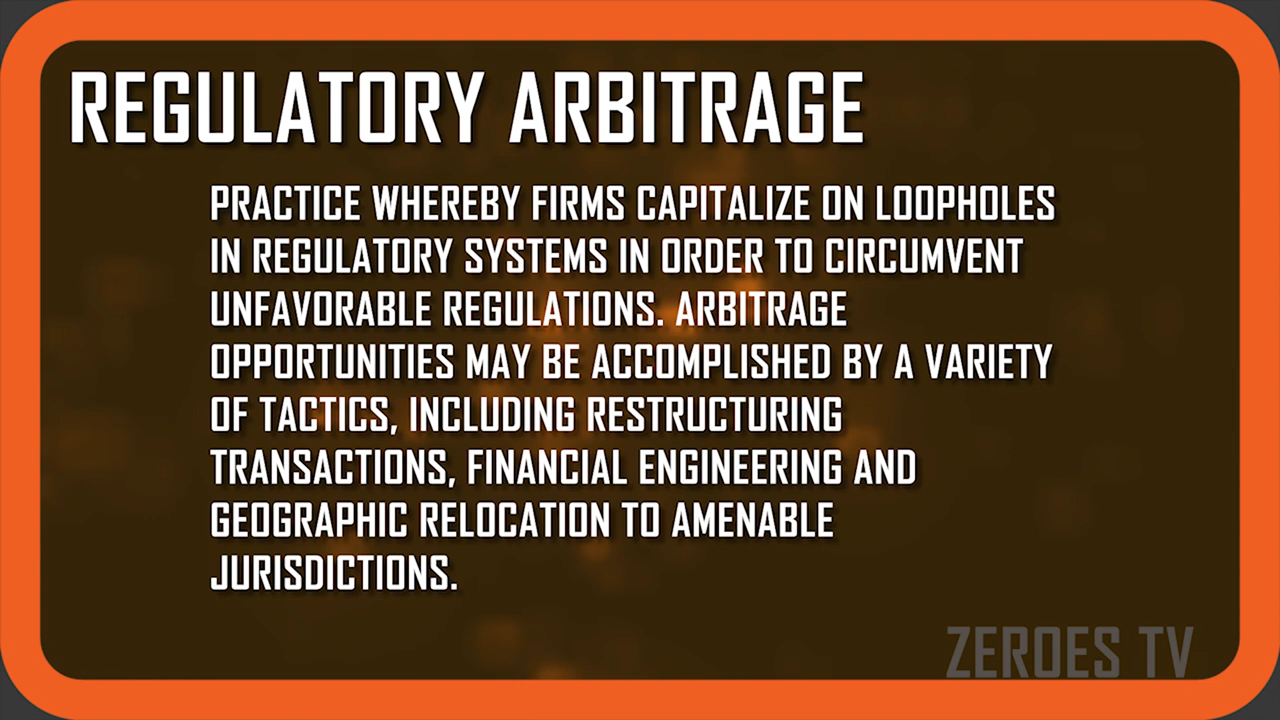 REGULATORY ARBITRAGE
PRACTICE WHEREBY FIRMS CAPITALIZE ON LOOPHOLES
IN REGULATORY SYSTEMS IN ORDER TO CIRCUMVENT
UNFAVORABLE REGULATIONS. ARBITRAGE
OPPORTUNITIES MAY BE ACCOMPLISHED BY A VARIETY
OF TACTICS, INCLUDING RESTRUCTURING
TRANSACTIONS, FINANCIAL ENGINEERING AND
GEOGRAPHIC RELOCATION TO AMENABLE
JURISDICTIONS.
ZEROES TV